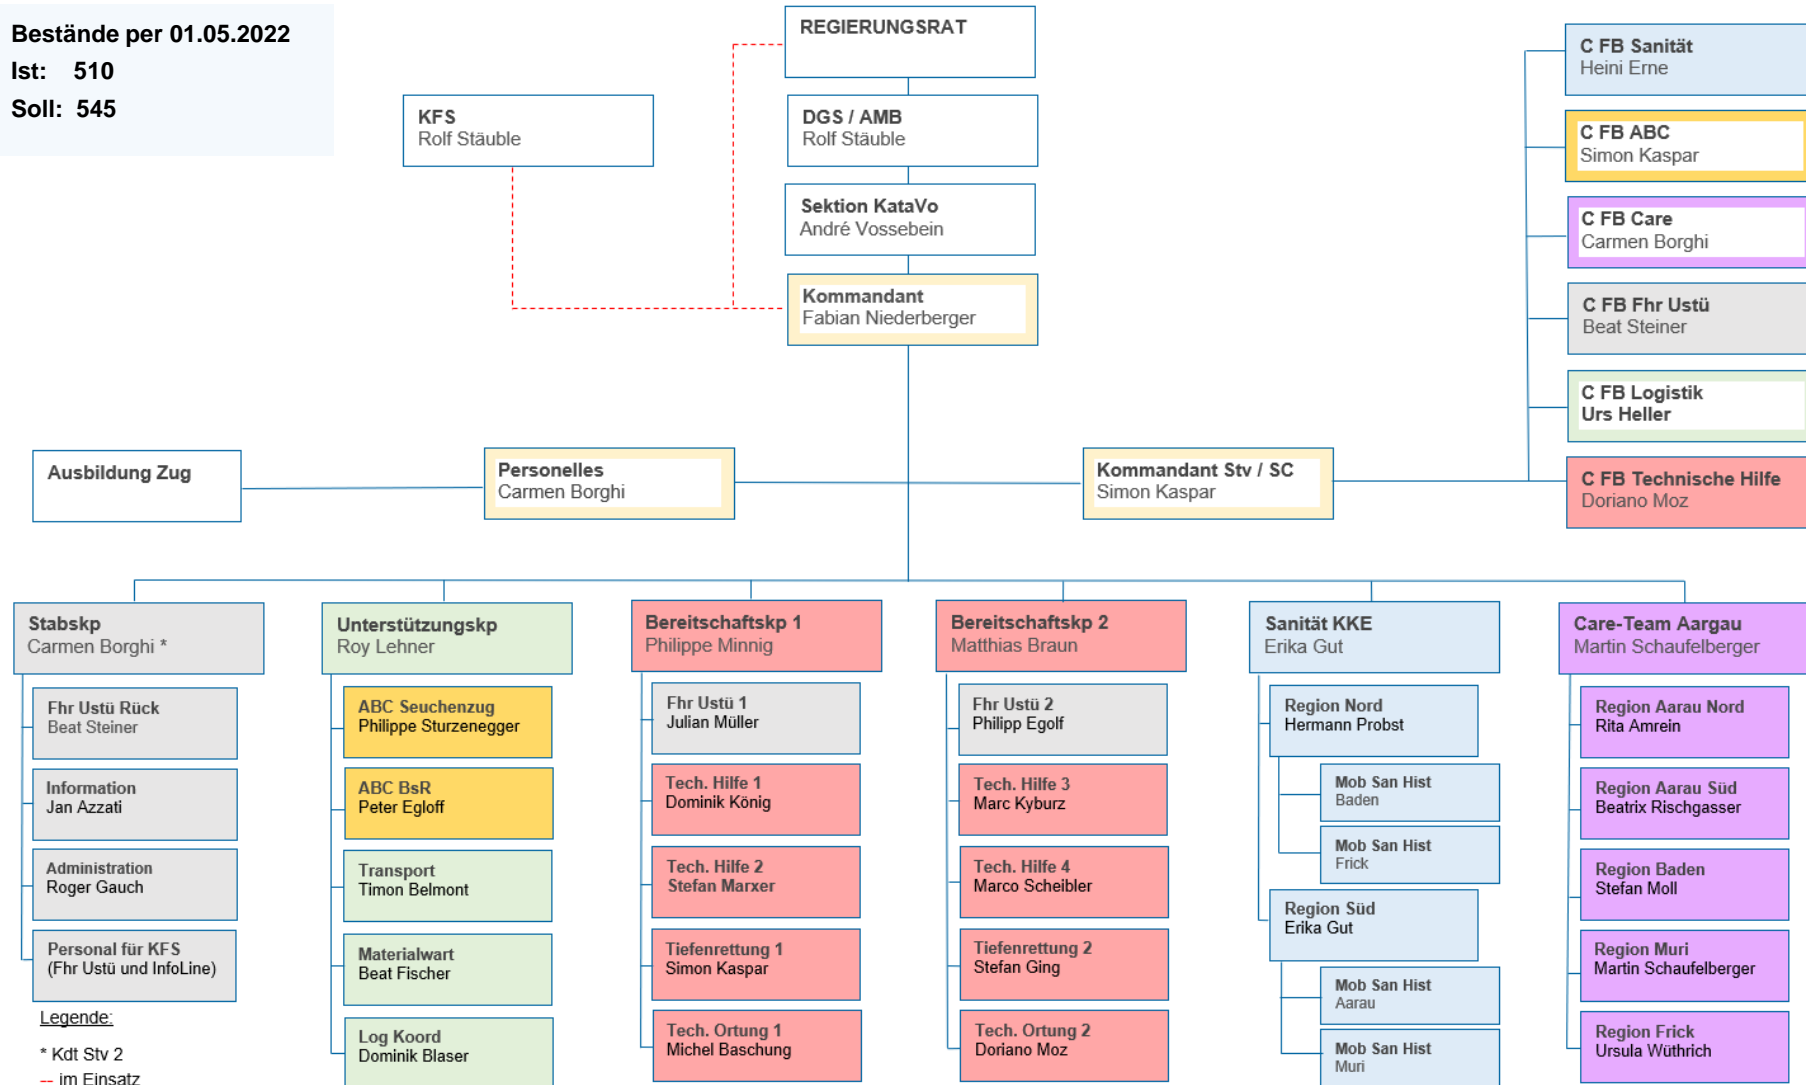 Bestände per 01.05.2022
Ist: 510
Soll: 545
REGIERUNGSRAT
KFS
Rolf Stäuble
DGS / AMB
Rolf Stäuble
Sektion KataVo
André Vossebein
Kommandant
Fabian Niederberger
C FB Sanität
Heini Erne
C FB ABC
Simon Kaspar
C FB Care
Carmen Borghi
C FB Fhr Ustü
Beat Steiner
C FB Logistik
Urs Heller
C FB Technische Hilfe
Doriano Moz
Ausbildung Zug
Personelles
Carmen Borghi
Kommandant Stv / SC
Simon Kaspar
Stabskp
Carmen Borghi *
Fhr Ustü Rück
Beat Steiner
Information
Jan Azzati
Administration
Roger Gauch
Personal für KFS
(Fhr Ustü und InfoLine)
Legende:
* Kdt Stv 2
-- im Einsatz
Unterstützungskp
Roy Lehner
ABC Seuchenzug
Philippe Sturzenegger
ABC BsR
Peter Egloff
Transport
Timon Belmont
Materialwart
Beat Fischer
Log Koord
Dominik Blaser
Bereitschaftskp 1
Philippe Minnig
Fhr Ustü 1
Julian Müller
Tech. Hilfe 1
Dominik König
Tech. Hilfe 2
Stefan Marxer
Tiefenrettung 1
Simon Kaspar
Tech. Ortung 1
Michel Baschung
Bereitschaftskp 2
Matthias Braun
Fhr Ustü 2
Philipp Egolf
Tech. Hilfe 3
Marc Kyburz
Tech. Hilfe 4
Marco Scheibler
Tiefenrettung 2
Stefan Ging
Tech. Ortung 2
Doriano Moz
Sanität KKE
Erika Gut
Region Nord
Hermann Probst
Mob San Hist
Baden
Mob San Hist
Frick
Region Süd
Erika Gut
Mob San Hist
Aarau
Mob San Hist
Muri
Care-Team Aargau
Martin Schaufelberger
Region Aarau Nord
Rita Amrein
Region Aarau Süd
Beatrix Rischgasser
Region Baden
Stefan Moll
Region Muri
Martin Schaufelberger
Region Frick
Ursula Wüthrich